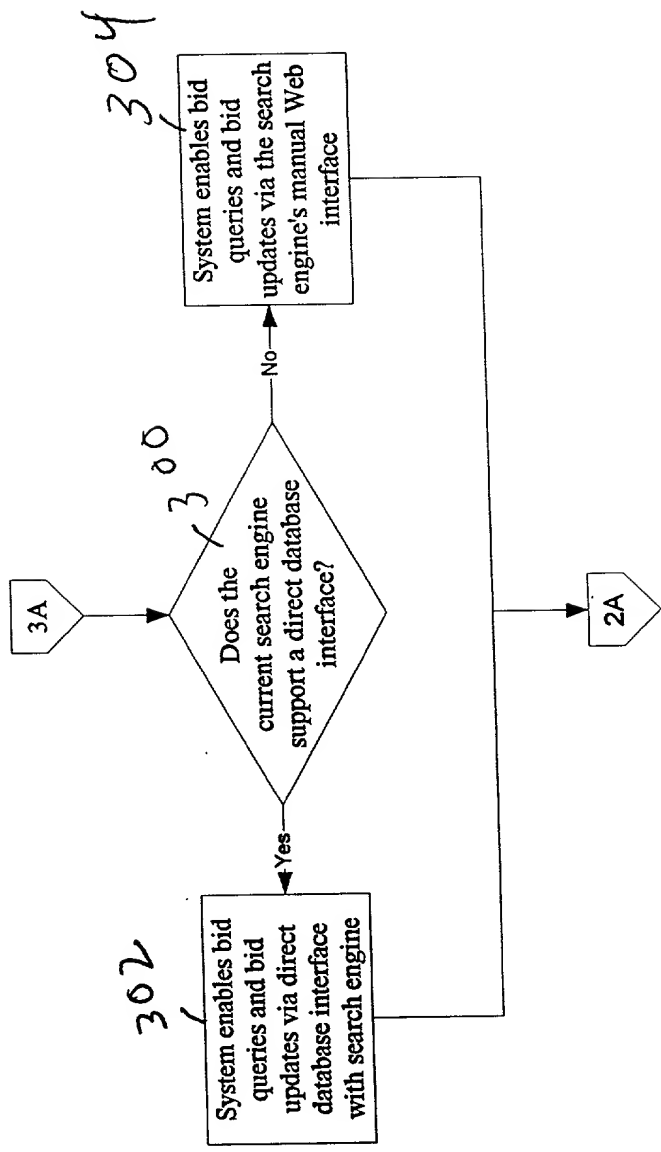 3A
300
Does the
current search engine
support a direct database
interface?
Yes
No
302
System enables bid
queries and bid
updates via direct
database interface
with search engine
304
System enables bid
queries and bid
updates via the search
engine's manual Web
interface
2A